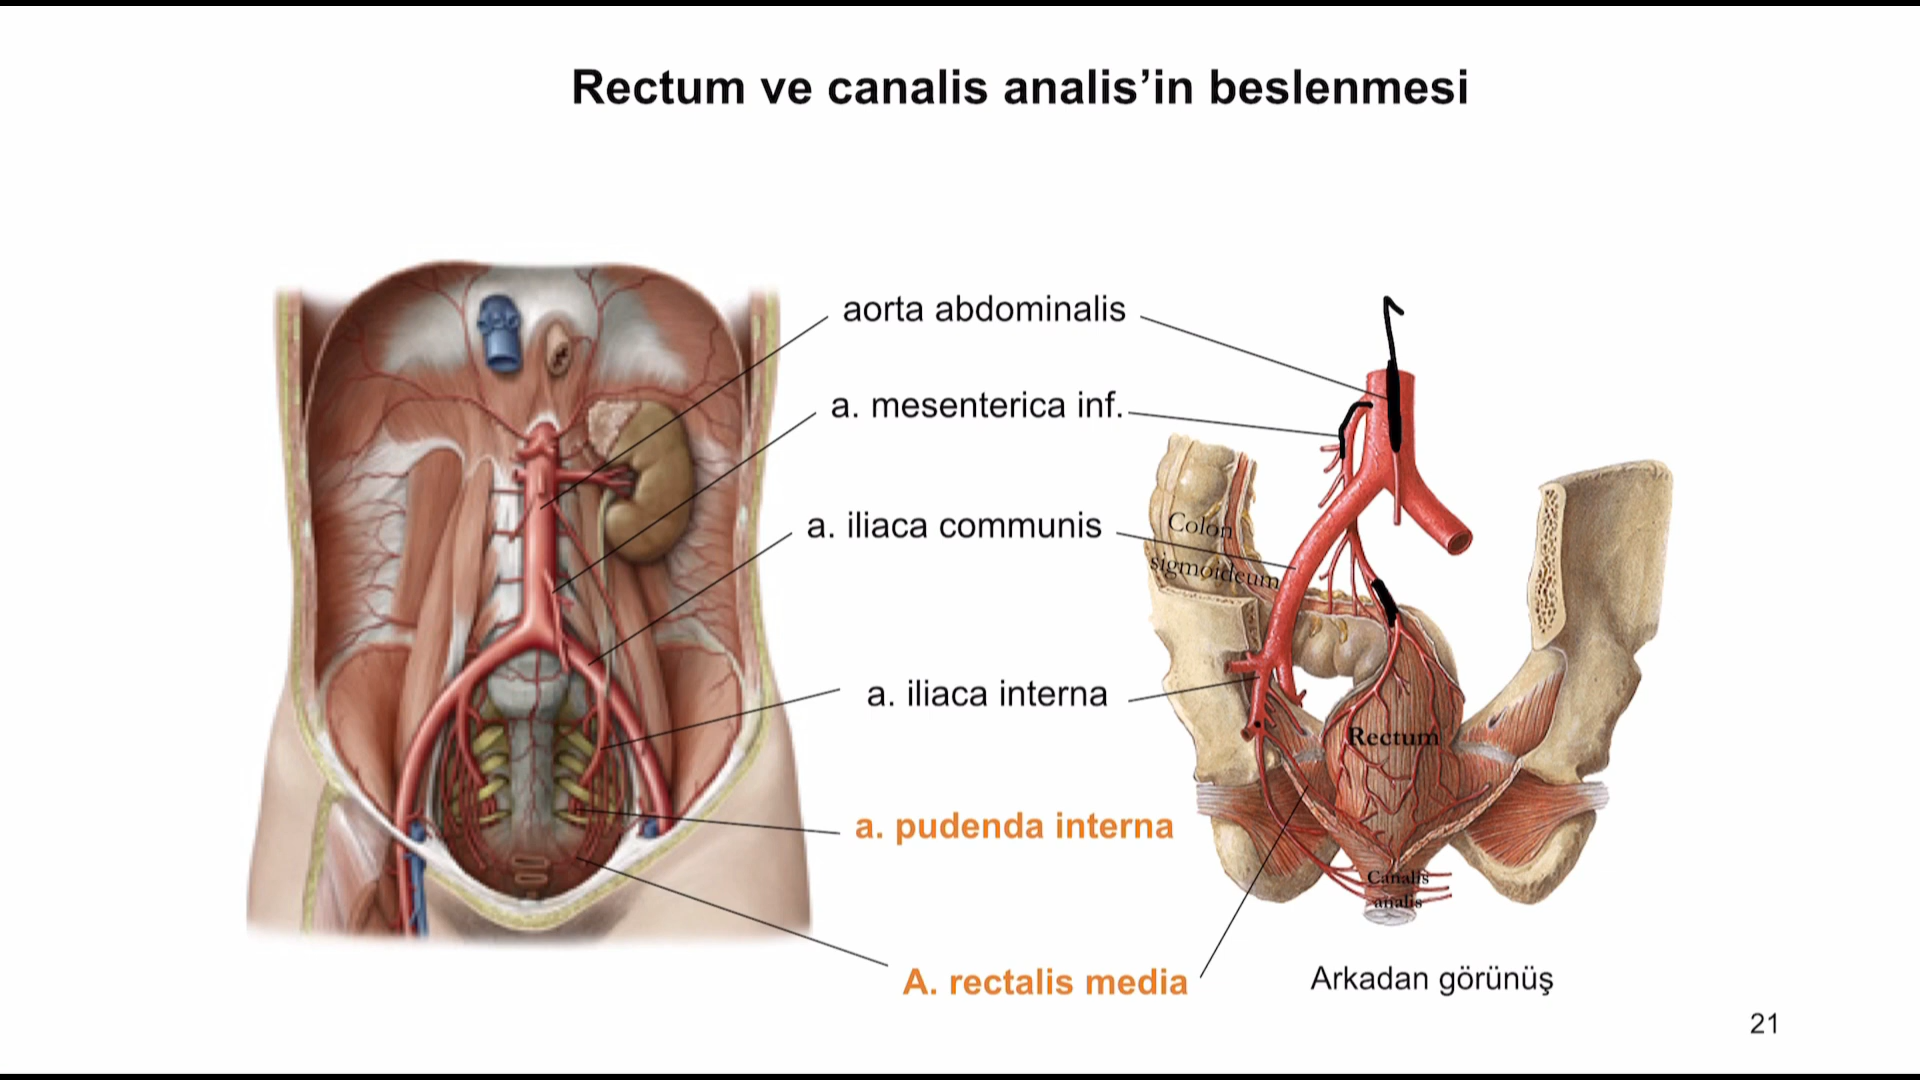 Rectum ve canalis analis’in beslenmesi
aorta abdominalis
a. mesenterica inf.
a. iliaca communis
a. iliaca interna
a. pudenda interna
A. rectalis media
Colon
sigmoideum
Rectum
Canalis
analis
Arkadan görünüş
21